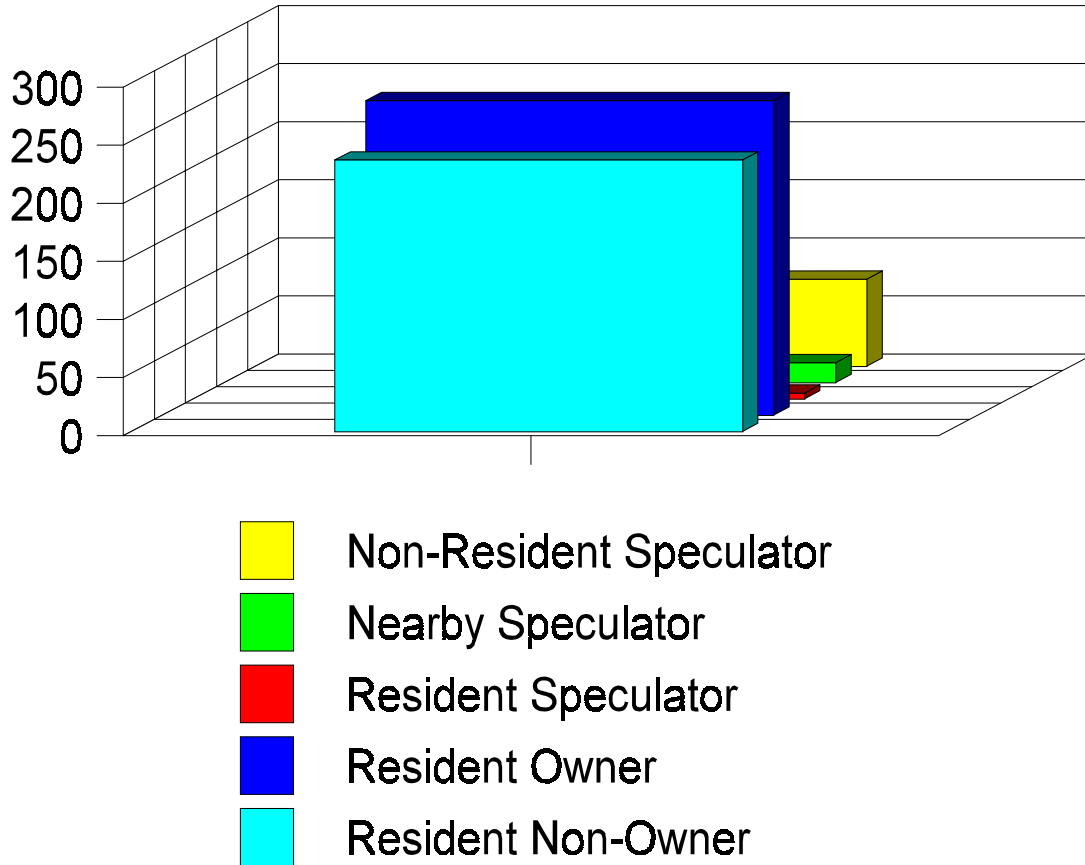 300
250
200
150
100
50
0
Non-Resident Speculator
Nearby Speculator
Resident Speculator
Resident Owner
Resident Non-Owner